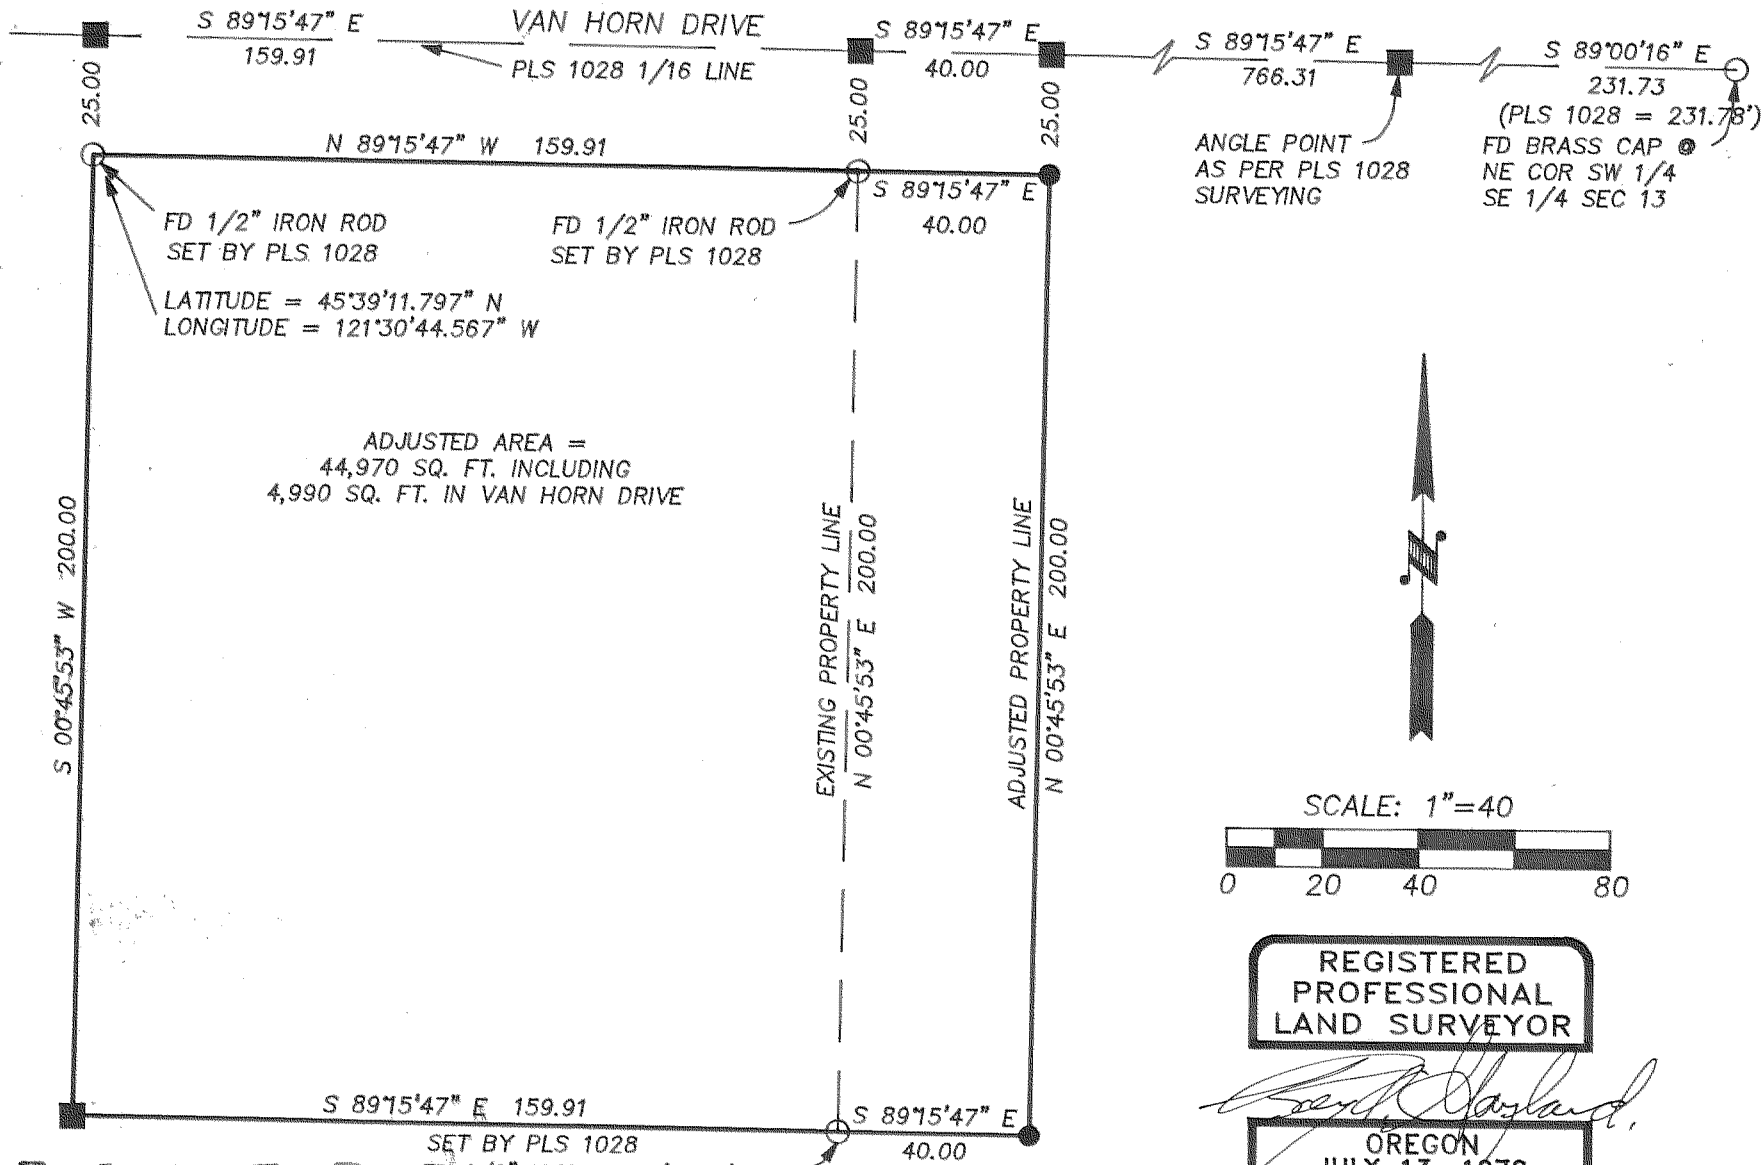 S 89°15'47" E
159.91
VAN HORN DRIVE
PLS 1028 1/16 LINE
S 89°15'47" E
40.00
S 89°15'47" E
766.31
S 89°00'16" E
231.73
(PLS 1028 = 231.78')
25.00
25.00
25.00
ANGLE POINT
AS PER PLS 1028
SURVEYING
FD BRASS CAP @
NE COR SW 1/4
SE 1/4 SEC 13
N 89°15'47" W 159.91
S 89°15'47" E
40.00
FD 1/2" IRON ROD
SET BY PLS 1028
FD 1/2" IRON ROD
SET BY PLS 1028
LATITUDE = 45°39'11.797" N
LONGITUDE = 121°30'44.567" W
ADJUSTED AREA =
44,970 SQ. FT. INCLUDING
4,990 SQ. FT. IN VAN HORN DRIVE
S 00°45'53" W 200.00
EXISTING PROPERTY LINE
N 00°45'53" E 200.00
ADJUSTED PROPERTY LINE
N 00°45'53" E 200.00
N
SCALE: 1"=40
0 20 40 80
REGISTERED
PROFESSIONAL
LAND SURVEYOR
OREGON
JULY 13, 1979
S 89°15'47" E 159.91
SET BY PLS 1028
S 89°15'47" E
40.00